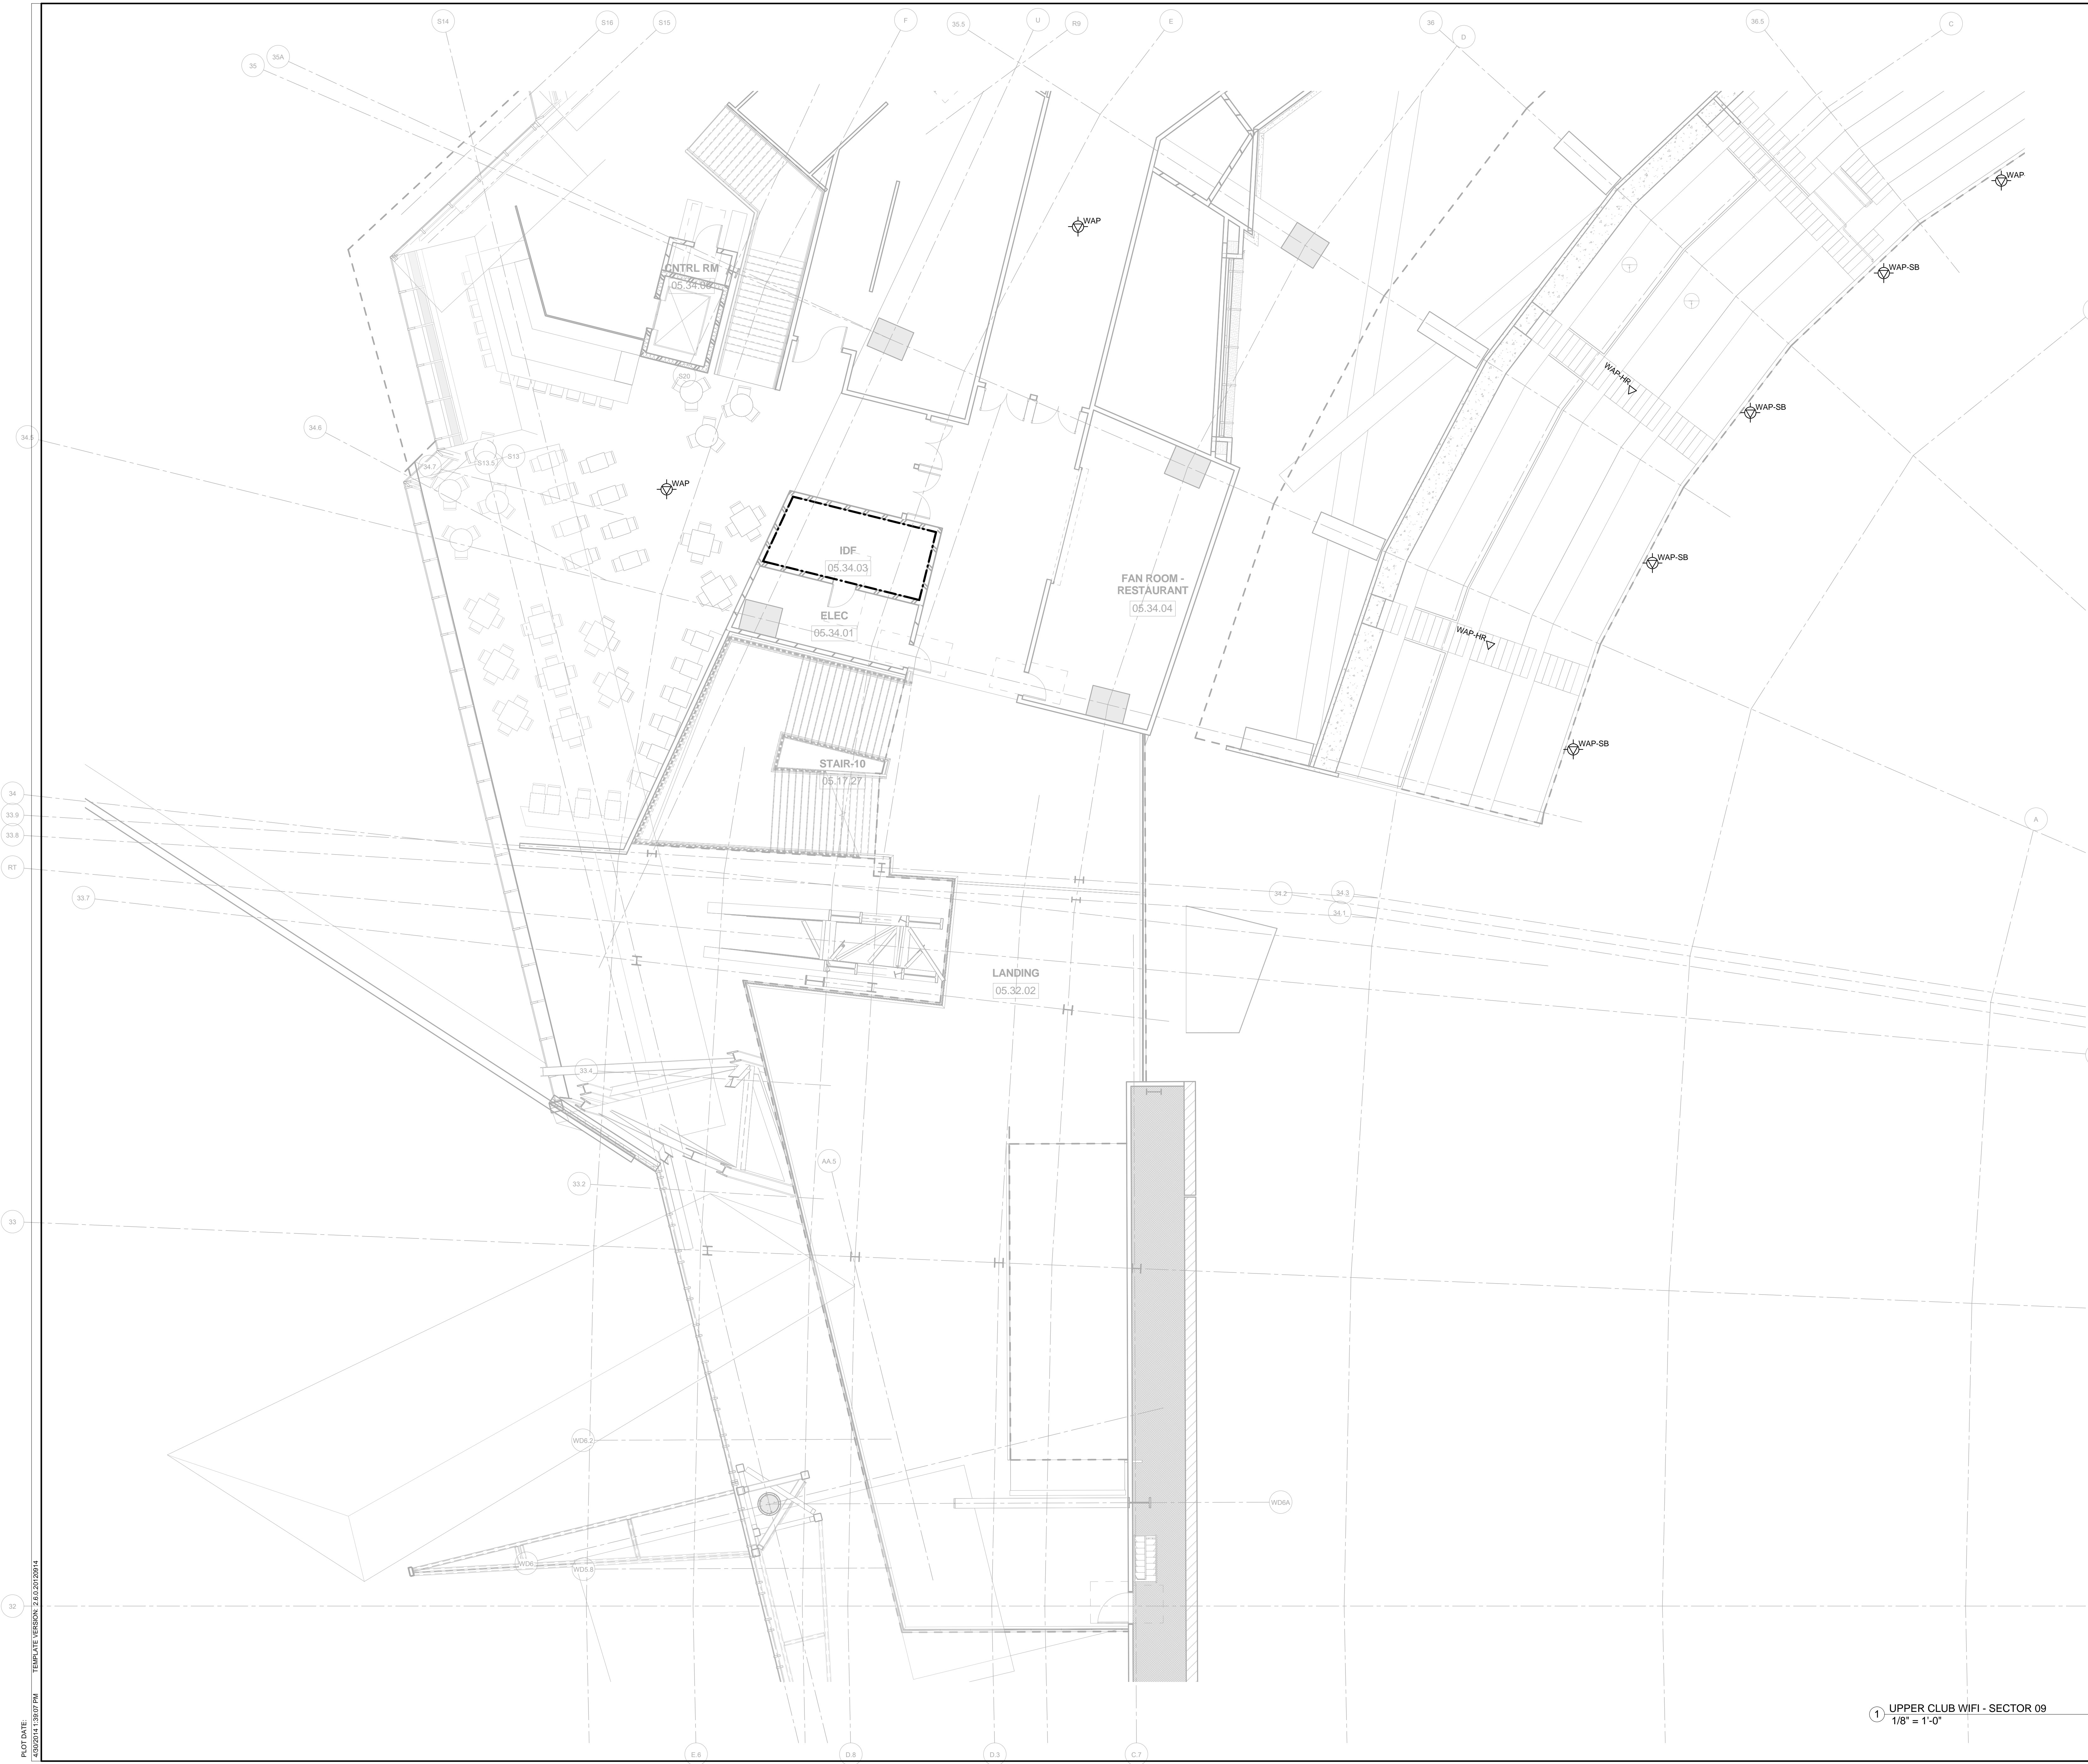 S14
S16
S15
F
35.5
U
R9
E
36
D
36.5
C
35
35A
WAP
WAP
WAP-SB
CNTRL RM
S20
WAP-HR
WAP-SB
34.5
34.6
34.7
S13.5
S13
WAP
IDF
05.34.03
WAP-SB
FAN ROOM -
RESTAURANT
05.34.04
ELEC
05.34.01
WAP-HR
WAP-SB
STAIR-10
05.17.27
34
33.9
33.8
A
RT
33.7
34.2
34.3
34.1
LANDING
05.32.02
33.4
AA.5
33.2
33
WD6.2
WD6A
WD6
WD5.8
32
E.6
D.8
D.3
C.7
1
UPPER CLUB WIFI - SECTOR 09
1/8" = 1'-0"
PLOT DATE:
4/30/2014 1:39:07 PM
TEMPLATE VERSION: 2.6.0.20120914